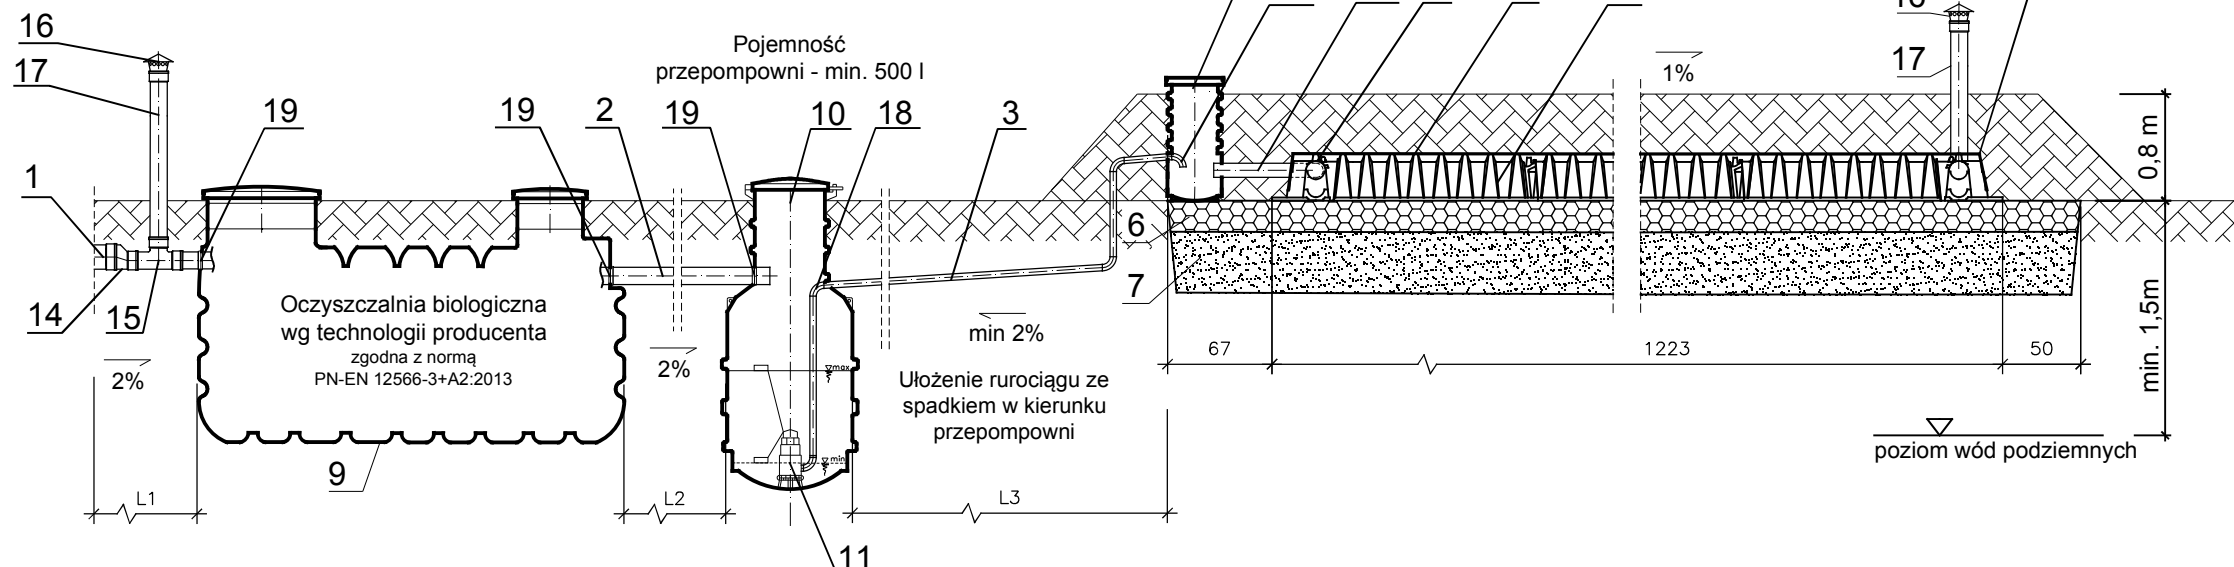 16
17
1
14
15
2%
19
Oczyszczalnia biologiczna
wg technologii producenta
zgodna z normą
PN-EN 12566-3+A2:2013
9
L1
Pojemność
przepompowni - min. 500 l
19
2
19
10
18
3
2%
max
min
L2
11
min 2%
Ułożenie rurociągu ze
spadkiem w kierunku
przepompowni
L3
6
7
1%
17
67
1223
50
0,8 m
min. 1,5m
poziom wód podziemnych